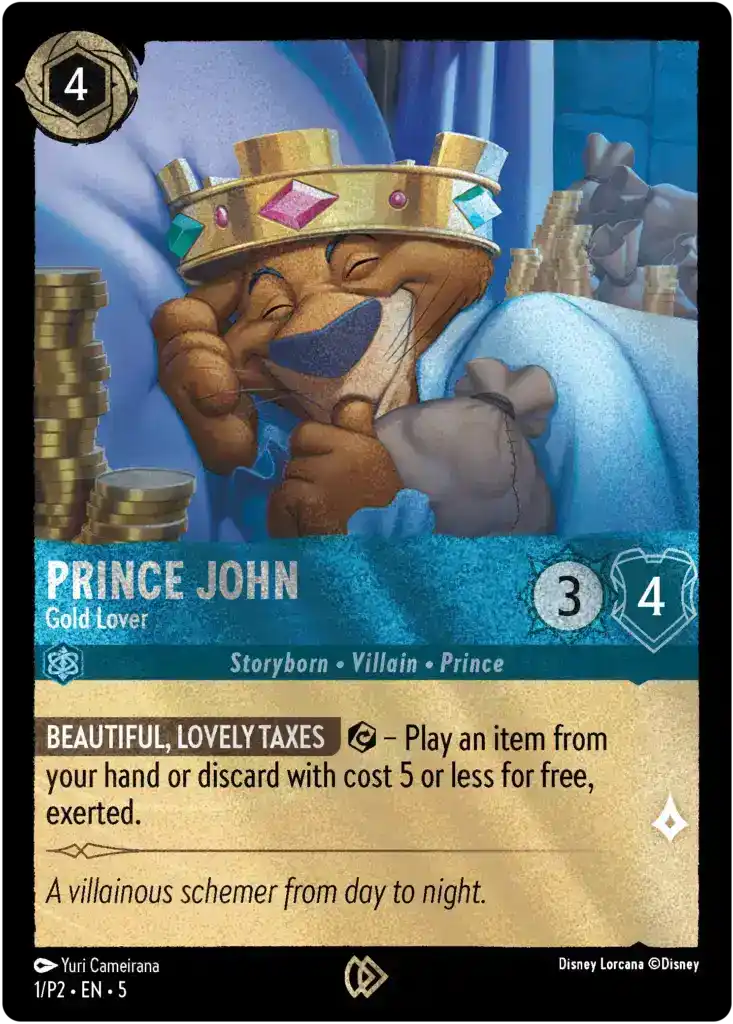 4
PRINCE JOHN
Gold Lover
3
4
Storyborn • Villain • Prince
BEAUTIFUL, LOVELY TAXES – Play an item from
your hand or discard with cost 5 or less for free,
exerted.
A villainous schemer from day to night.
Yuri Cameirana
1/P2 • EN • 5
Disney Lorcana ©Disney